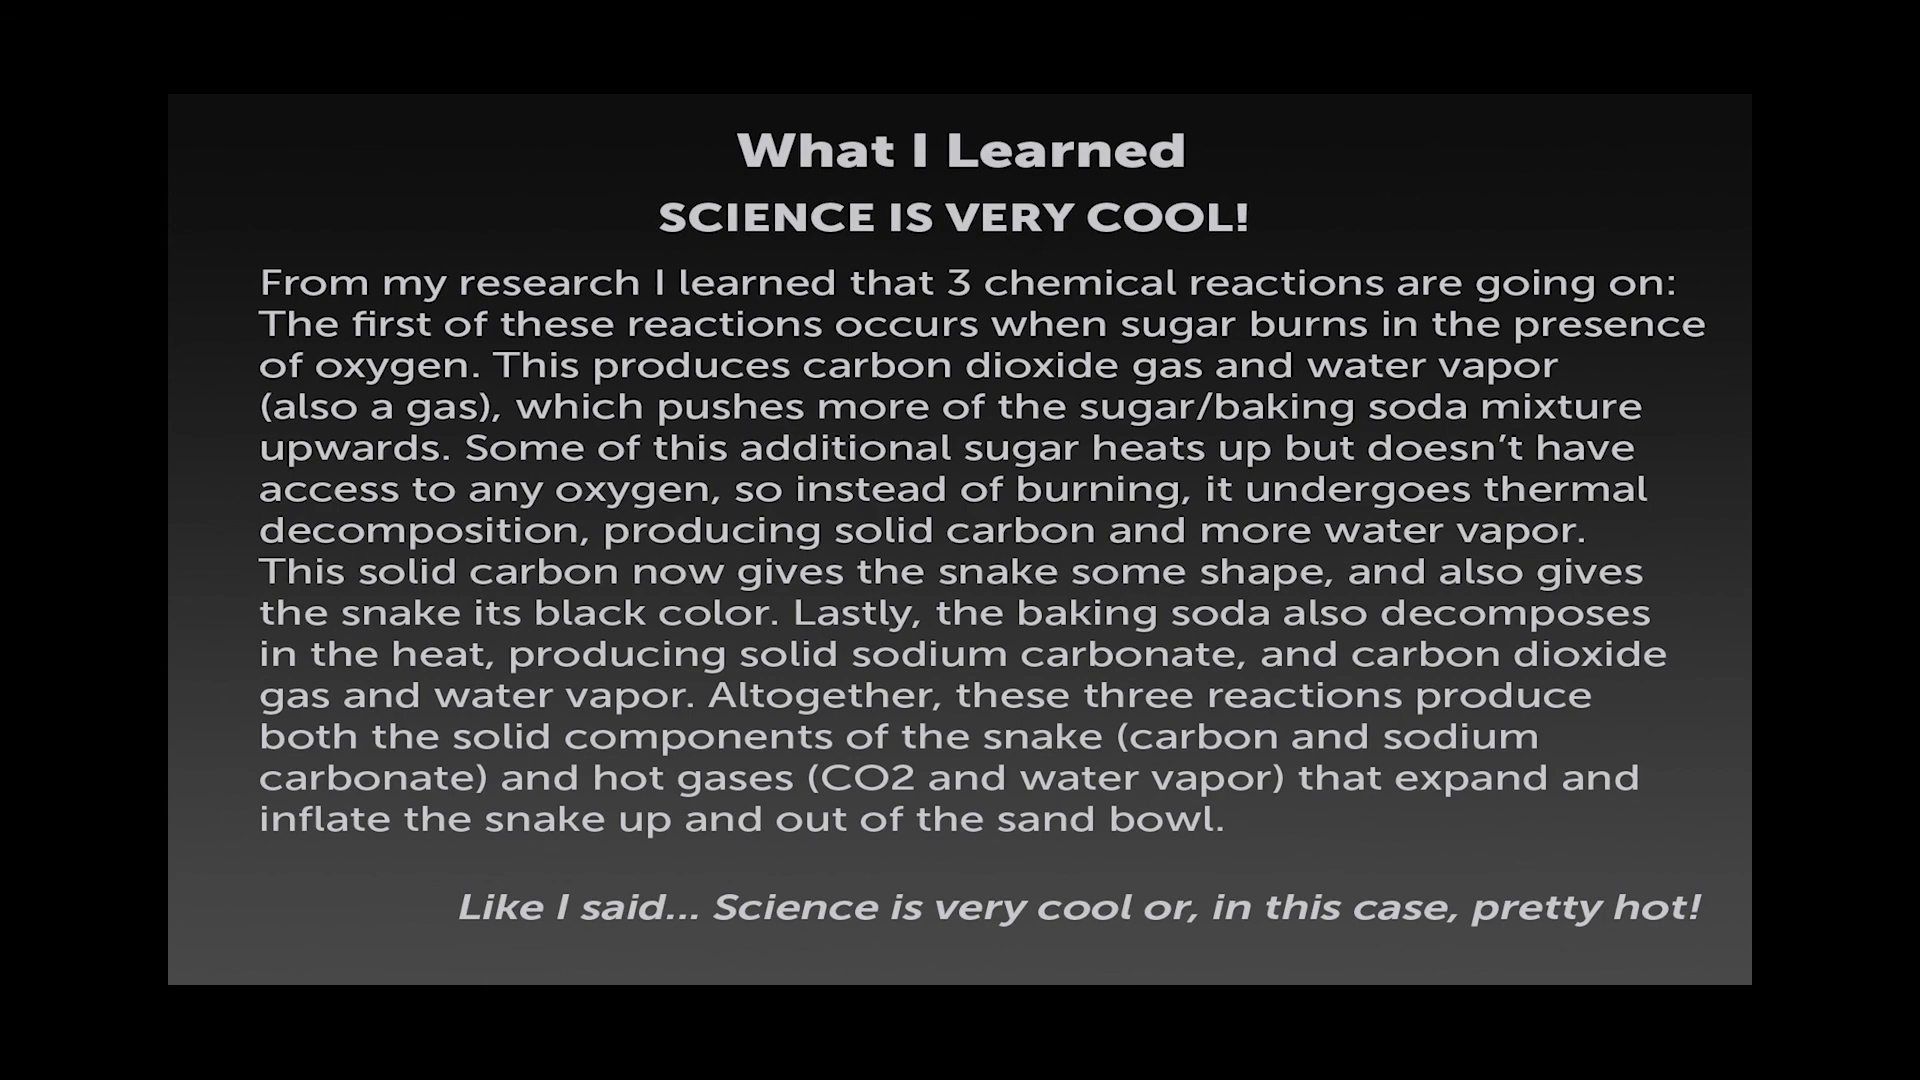 What I Learned
SCIENCE IS VERY COOL!
From my research I learned that 3 chemical reactions are going on:
The first of these reactions occurs when sugar burns in the presence
of oxygen. This produces carbon dioxide gas and water vapor
(also a gas), which pushes more of the sugar/baking soda mixture
upwards. Some of this additional sugar heats up but doesn’t have
access to any oxygen, so instead of burning, it undergoes thermal
decomposition, producing solid carbon and more water vapor.
This solid carbon now gives the snake some shape, and also gives
the snake its black color. Lastly, the baking soda also decomposes
in the heat, producing solid sodium carbonate, and carbon dioxide
gas and water vapor. Altogether, these three reactions produce
both the solid components of the snake (carbon and sodium
carbonate) and hot gases (CO2 and water vapor) that expand and
inflate the snake up and out of the sand bowl.
Like I said... Science is very cool or, in this case, pretty hot!